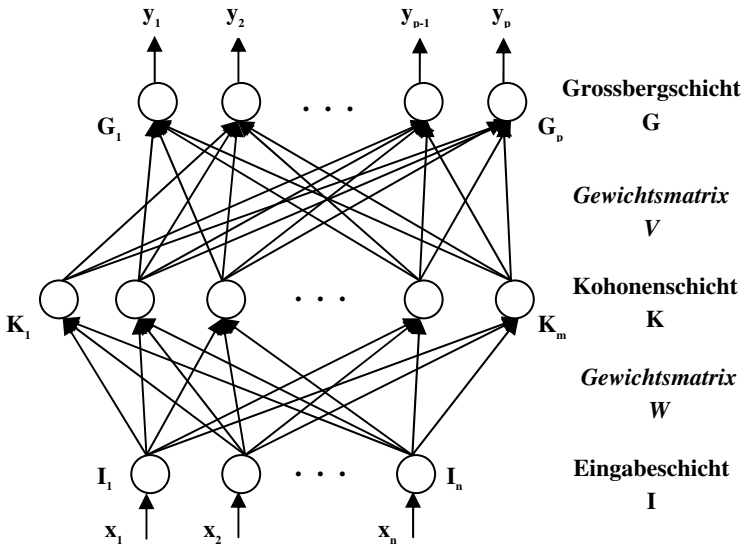 y1 y2 yp-1 yp
. . .
Grossbergschicht
G1 Gp G
Gewichtsmatrix
V
. . .
Kohonenschicht
K1 Km K
Gewichtsmatrix
W
. . .
Eingabeschicht
I1 In I
x1 x2 xn